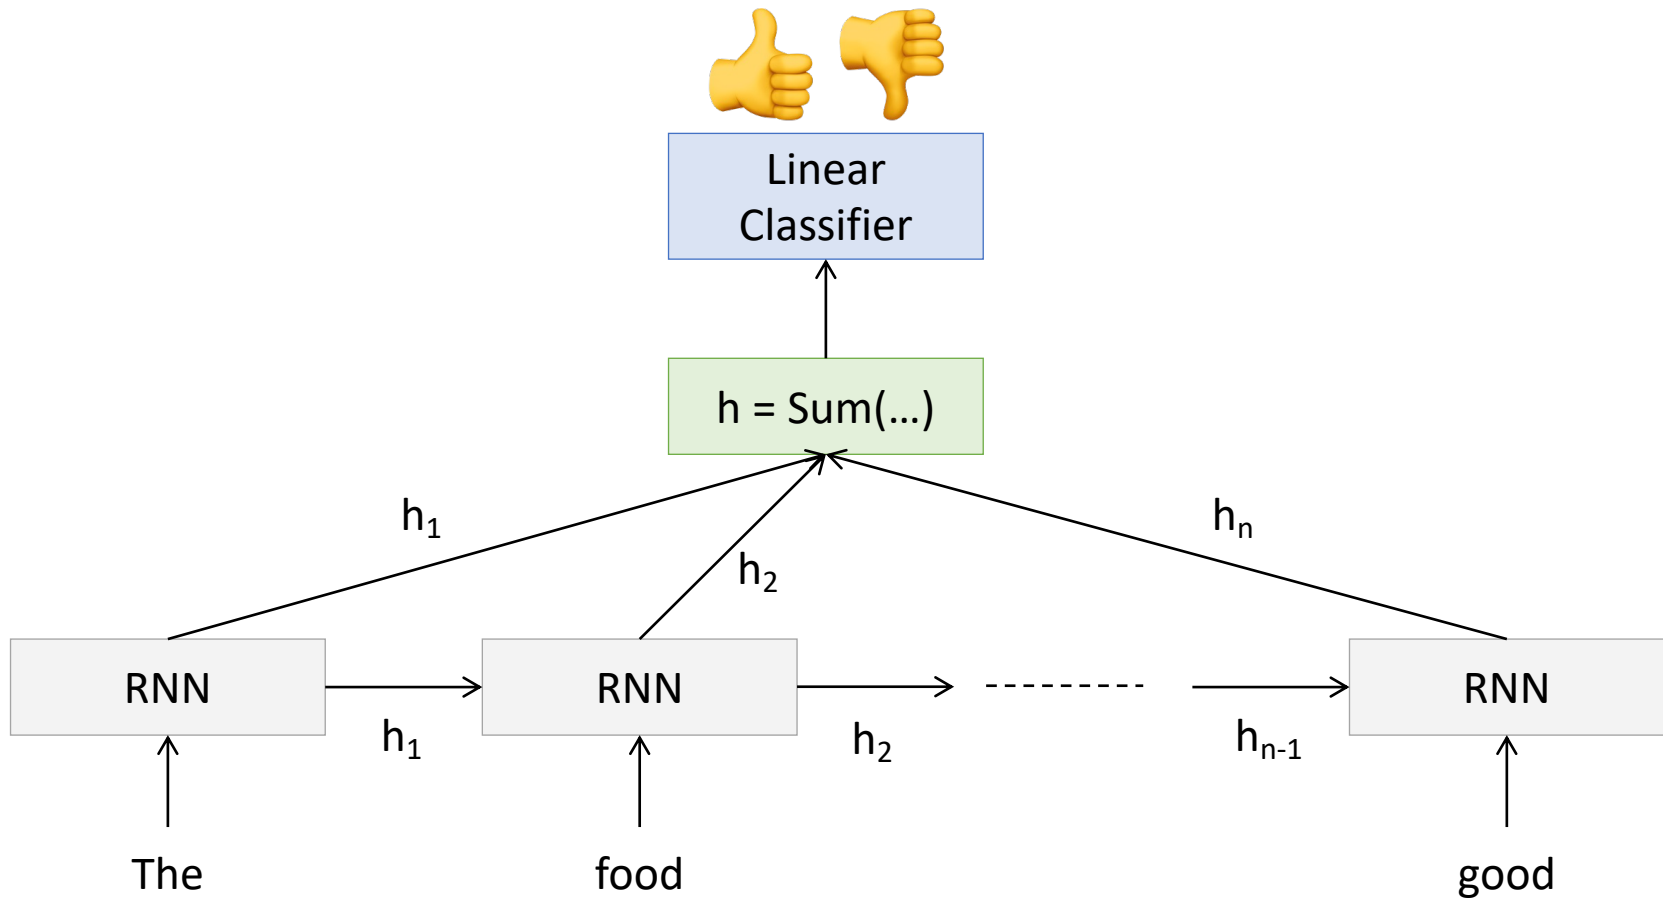 Linear
Classifier
h = Sum(...)
h₁
h₂
hₙ
RNN
RNN
RNN
h₁
h₂
hₙ₋₁
The
food
good